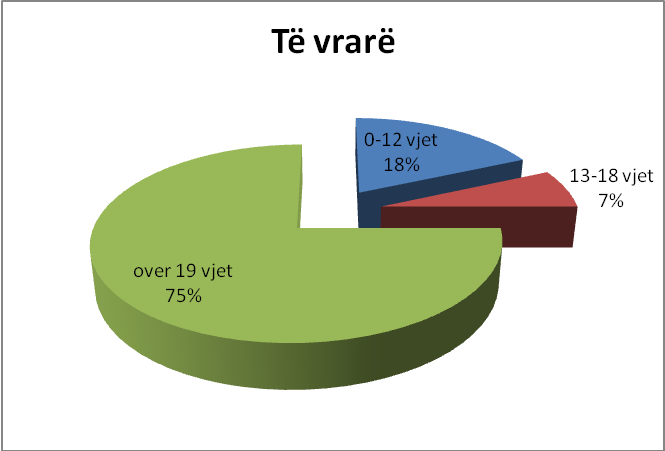 Të vrarë
0-12 vjet
18%
13-18 vjet
7%
over 19 vjet
75%